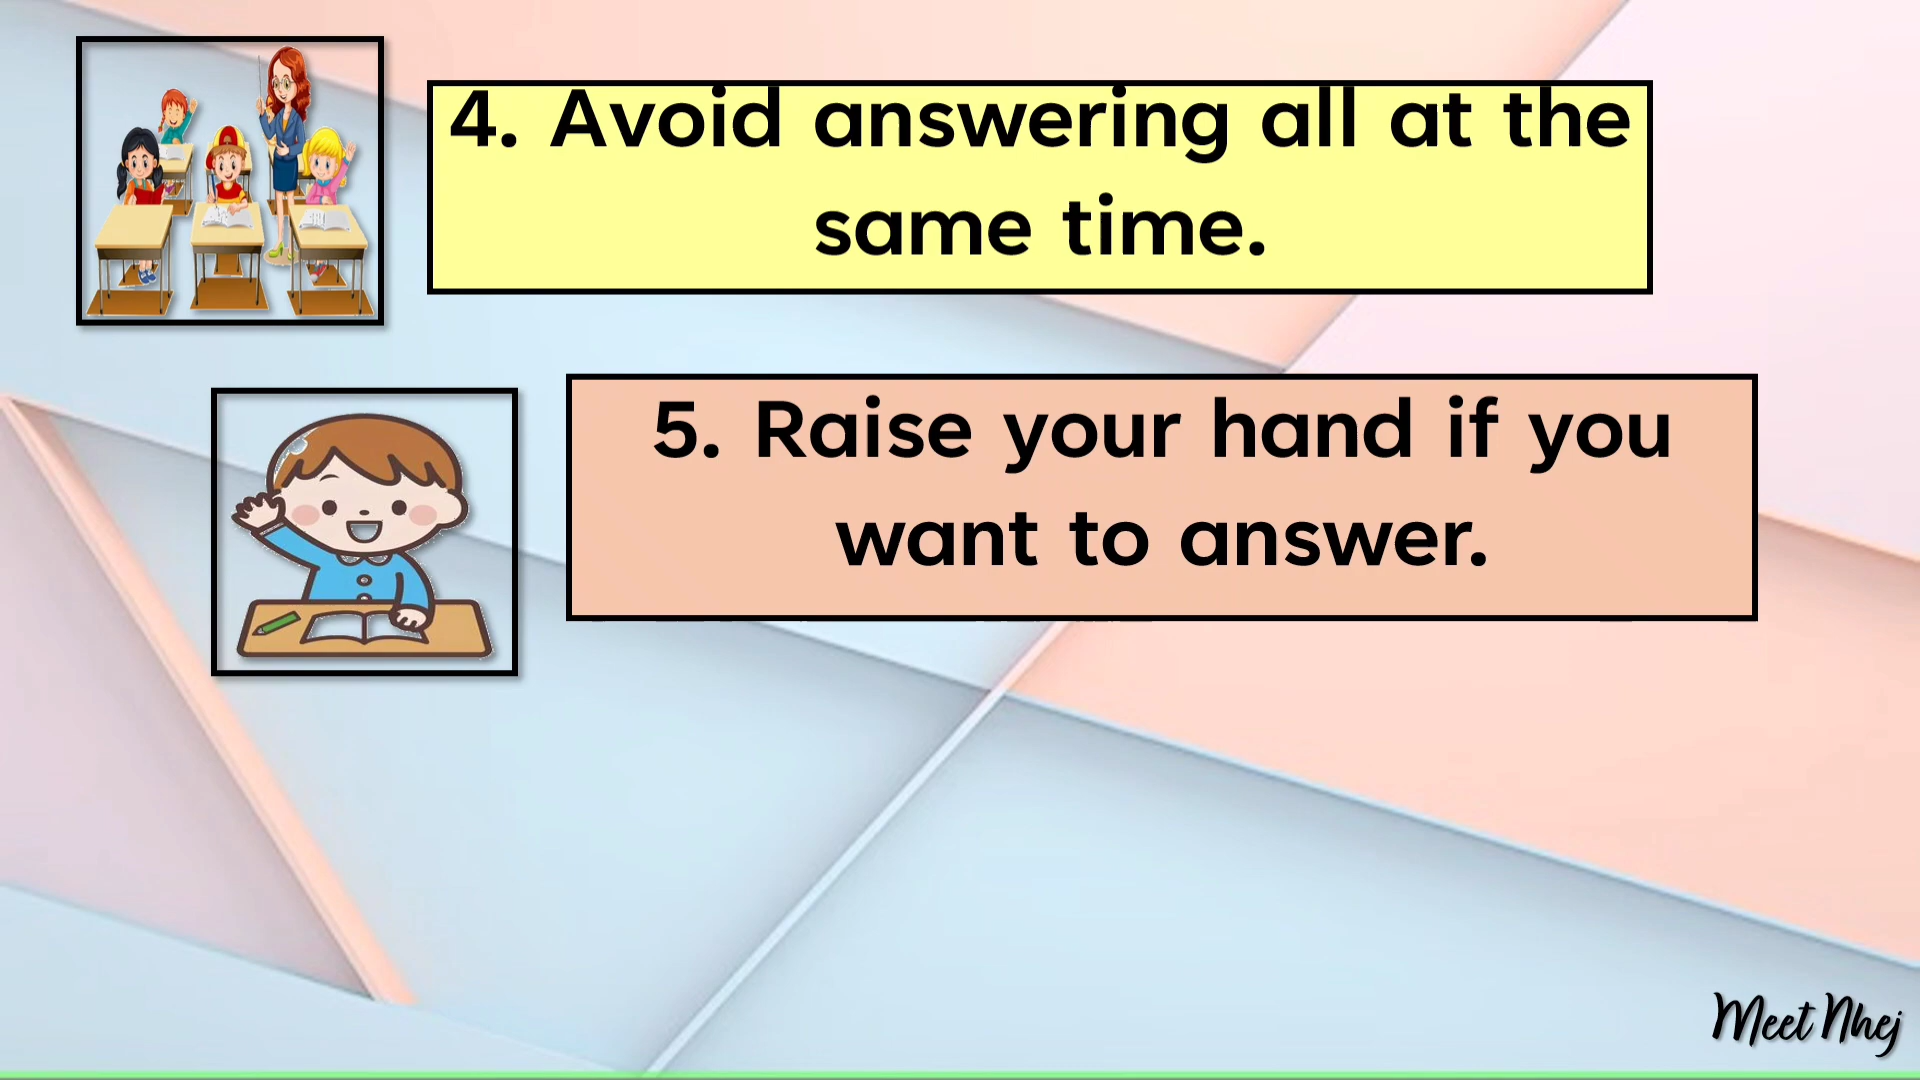 4. Avoid answering all at the
same time.
5. Raise your hand if you
want to answer.
Meet Nhej